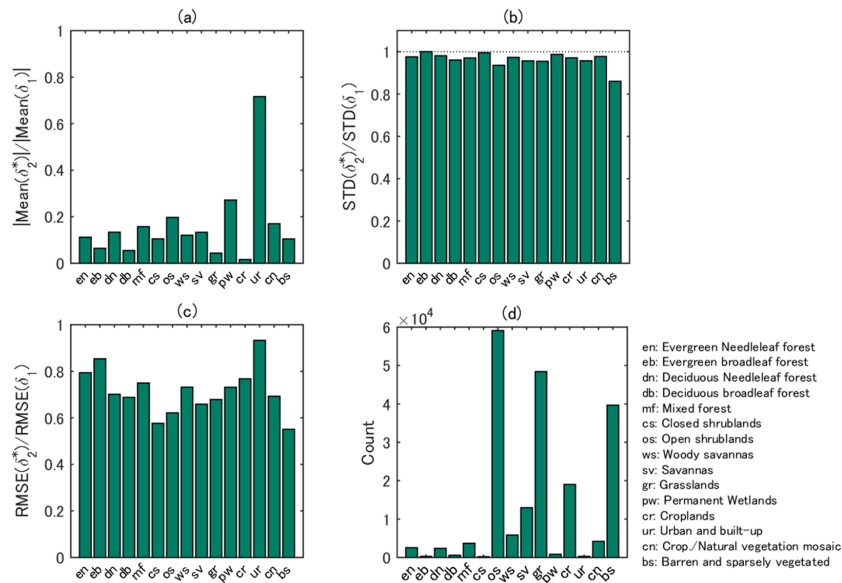 (a)
1
0.8
0.6
0.4
0.2
0
|Mean(δ₂*)|/|Mean(δ₁)|
en eb dn db mf cs os ws sv gr pw cr ur cn bs
(b)
1
0.8
0.6
0.4
0.2
0
STD(δ₂*)/STD(δ₁)
en eb dn db mf cs os ws sv gr pw cr ur cn bs
(c)
1
0.8
0.6
0.4
0.2
0
RMSE(δ₂*)/RMSE(δ₁)
en eb dn db mf cs os ws sv gr pw cr ur cn bs
×10⁴ (d)
6
5
4
3
2
1
0
Count
en eb dn db mf cs os ws sv gr pw cr ur cn bs
en: Evergreen Needleleaf forest
eb: Evergreen broadleaf forest
dn: Deciduous Needleleaf forest
db: Deciduous broadleaf forest
mf: Mixed forest
cs: Closed shrublands
os: Open shrublands
ws: Woody savannas
sv: Savannas
gr: Grasslands
pw: Permanent Wetlands
cr: Croplands
ur: Urban and built-up
cn: Crop./Natural vegetation mosaic
bs: Barren and sparsely vegetated